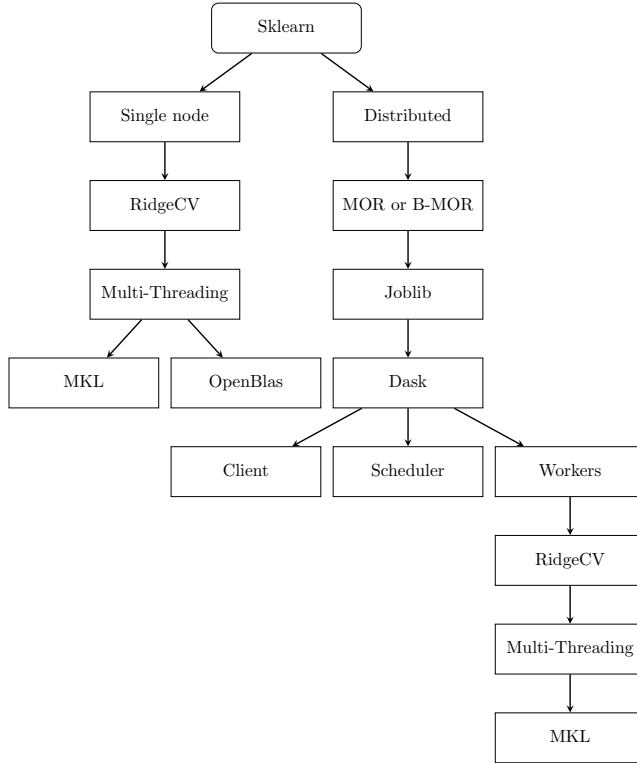 Sklearn
Single node
Distributed
RidgeCV
MOR or B-MOR
Multi-Threading
Joblib
MKL
OpenBlas
Dask
Client
Scheduler
Workers
RidgeCV
Multi-Threading
MKL